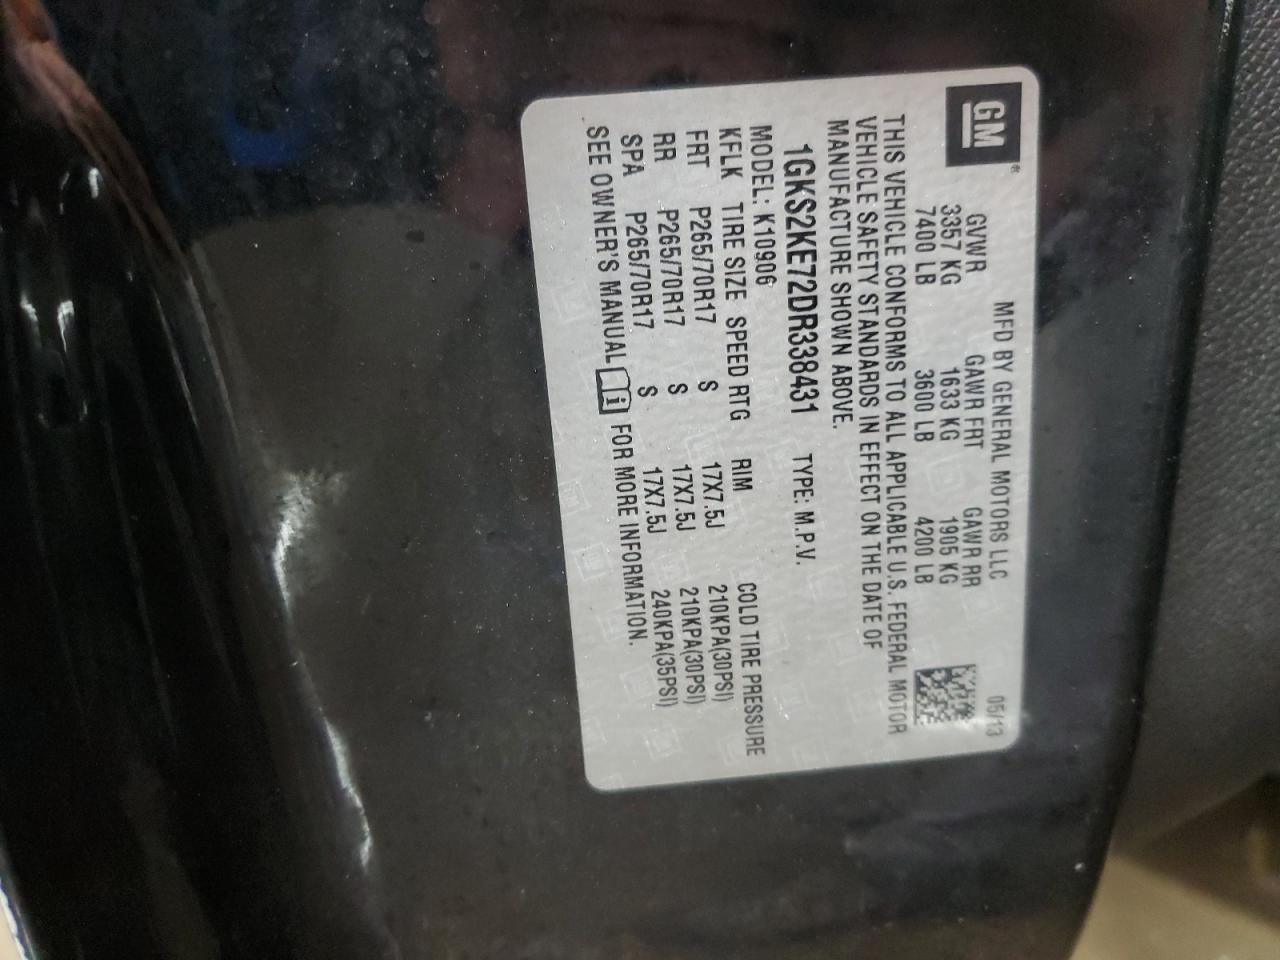 GM®
MFD BY GENERAL MOTORS LLC 05/13
GVWR GAWR FRT GAWR RR
3357 KG 1633 KG 1905 KG
7400 LB 3600 LB 4200 LB
THIS VEHICLE CONFORMS TO ALL APPLICABLE U.S. FEDERAL MOTOR
VEHICLE SAFETY STANDARDS IN EFFECT ON THE DATE OF
MANUFACTURE SHOWN ABOVE.
1GKS2KE72DR338431 TYPE: M.P.V.
MODEL: K10906
KFLK TIRE SIZE SPEED RTG RIM COLD TIRE PRESSURE
FRT P265/70R17 S 17X7.5J 210KPA(30PSI)
RR P265/70R17 S 17X7.5J 210KPA(30PSI)
SPA P265/70R17 S 17X7.5J 240KPA(35PSI)
SEE OWNER'S MANUAL i FOR MORE INFORMATION.